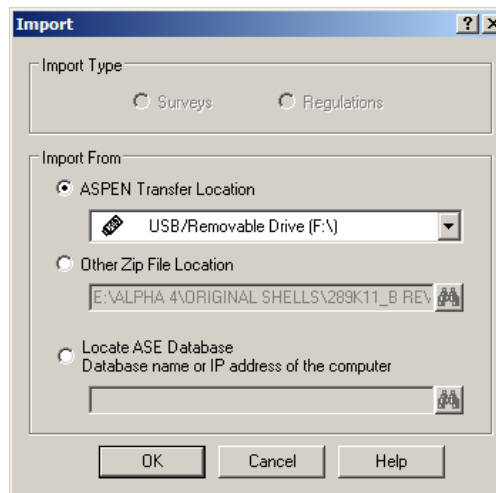 Import
Import Type
Surveys
Regulations
Import From
ASPEN Transfer Location
USB/Removable Drive (F:\)
Other Zip File Location
E:\ALPHA 4\ORIGINAL SHELLS\289K11_B RE\
Locate ASE Database
Database name or IP address of the computer
OK
Cancel
Help